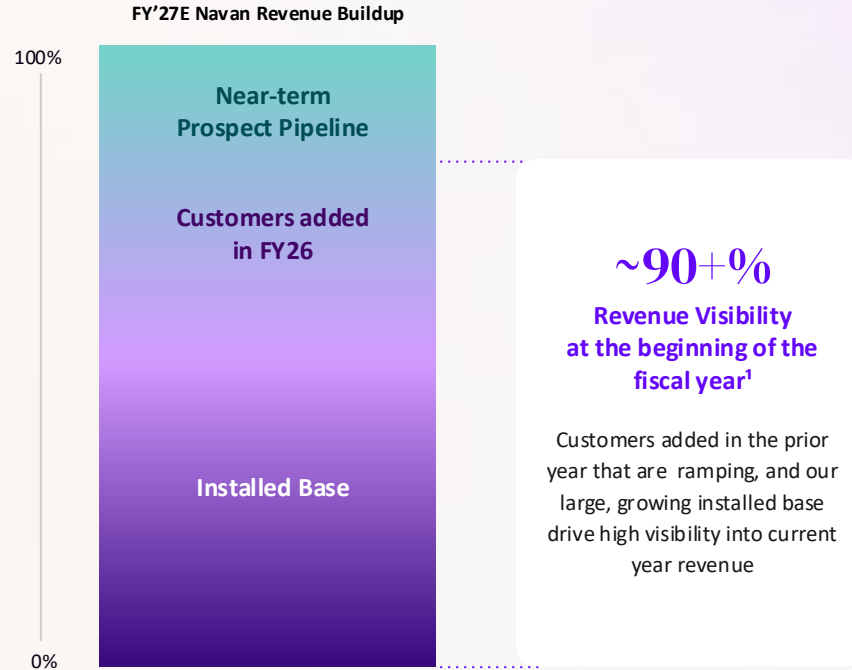 FY’27E Navan Revenue Buildup
100%
Near-term
Prospect Pipeline
Customers added
in FY26
Installed Base
0%
~90+%
Revenue Visibility
at the beginning of the
fiscal year¹
Customers added in the prior
year that are ramping, and our
large, growing installed base
drive high visibility into current
year revenue